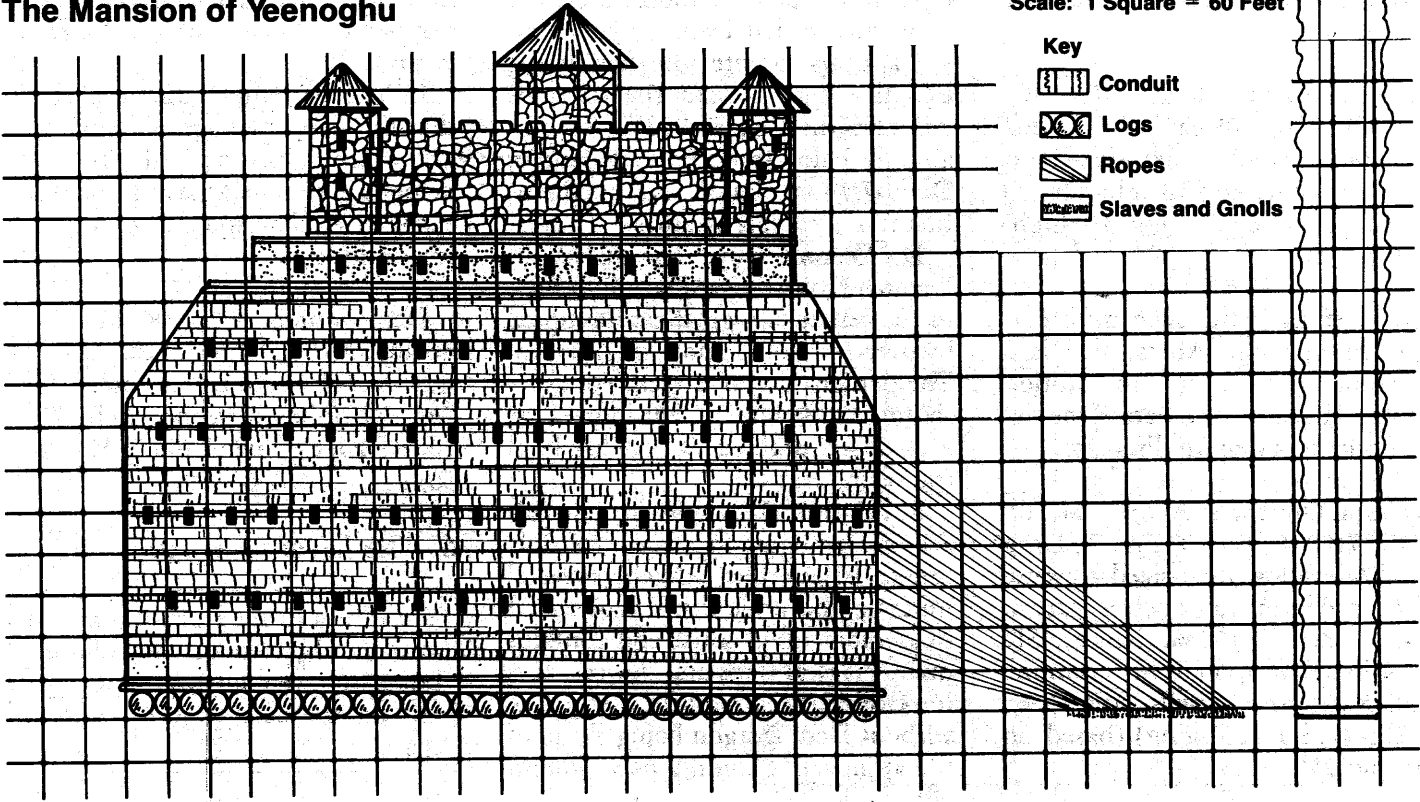 The Mansion of Yeenoghu
Scale: 1 Square = 60 Feet
Key
Conduit
Logs
Ropes
Slaves and Gnolls